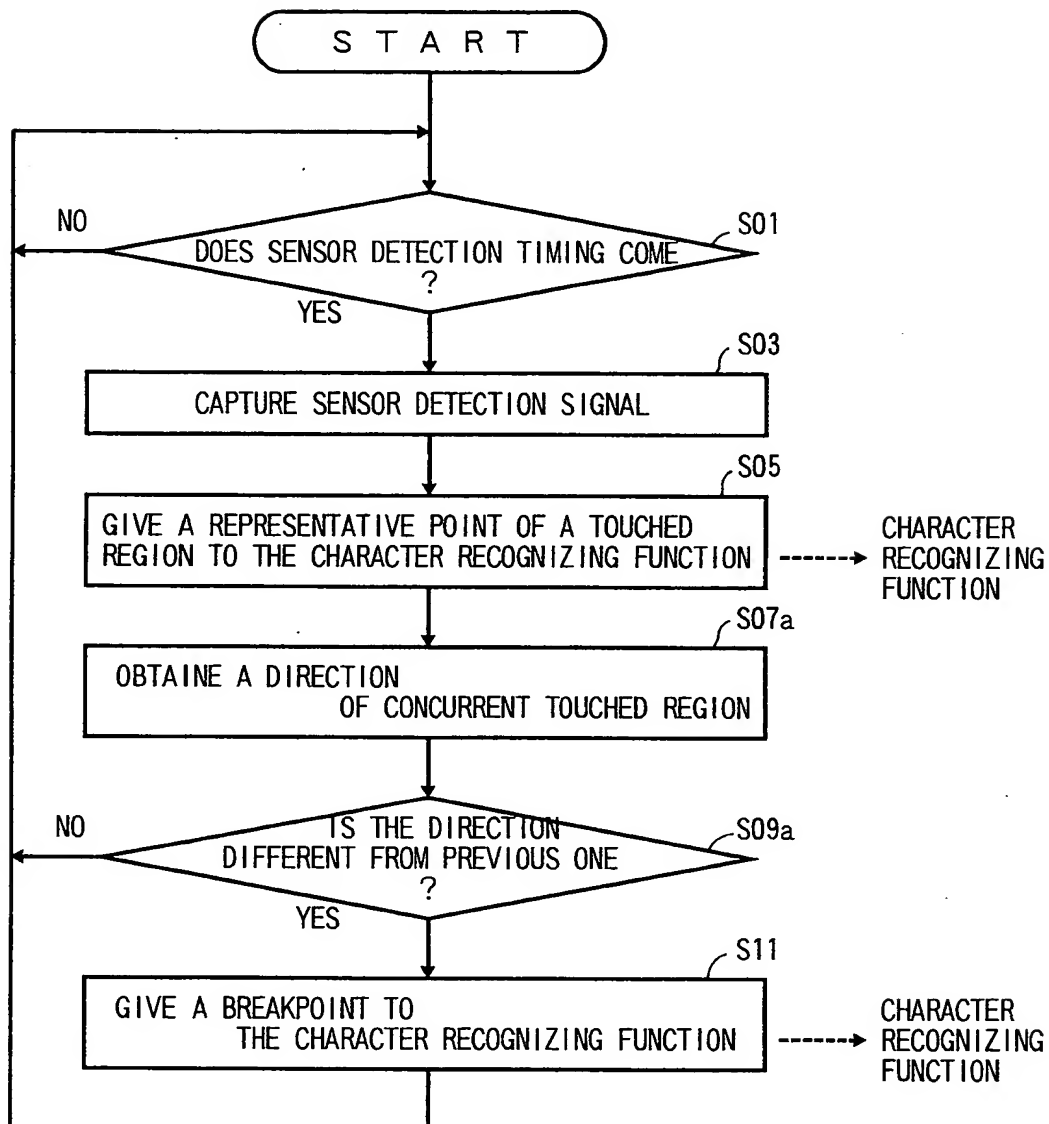 START
NO
S01
DOES SENSOR DETECTION TIMING COME
?
YES
S03
CAPTURE SENSOR DETECTION SIGNAL
S05
GIVE A REPRESENTATIVE POINT OF A TOUCHED
REGION TO THE CHARACTER RECOGNIZING FUNCTION
CHARACTER
RECOGNIZING
FUNCTION
S07a
OBTAINE A DIRECTION
OF CONCURRENT TOUCHED REGION
NO
S09a
IS THE DIRECTION
DIFFERENT FROM PREVIOUS ONE
?
YES
S11
GIVE A BREAKPOINT TO
THE CHARACTER RECOGNIZING FUNCTION
CHARACTER
RECOGNIZING
FUNCTION